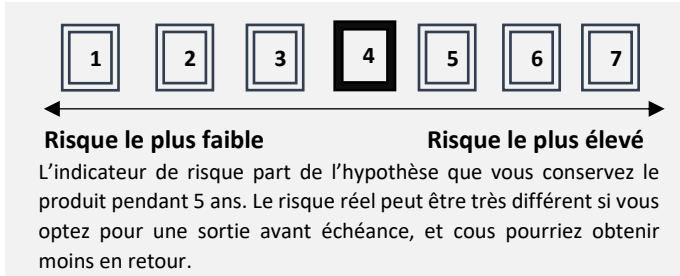 1 2 3 4 5 6 7
Risque le plus faible Risque le plus élevé
L'indicateur de risque part de l'hypothèse que vous conservez le
produit pendant 5 ans. Le risque réel peut être très différent si vous
optez pour une sortie avant échéance, et cous pourriez obtenir
moins en retour.